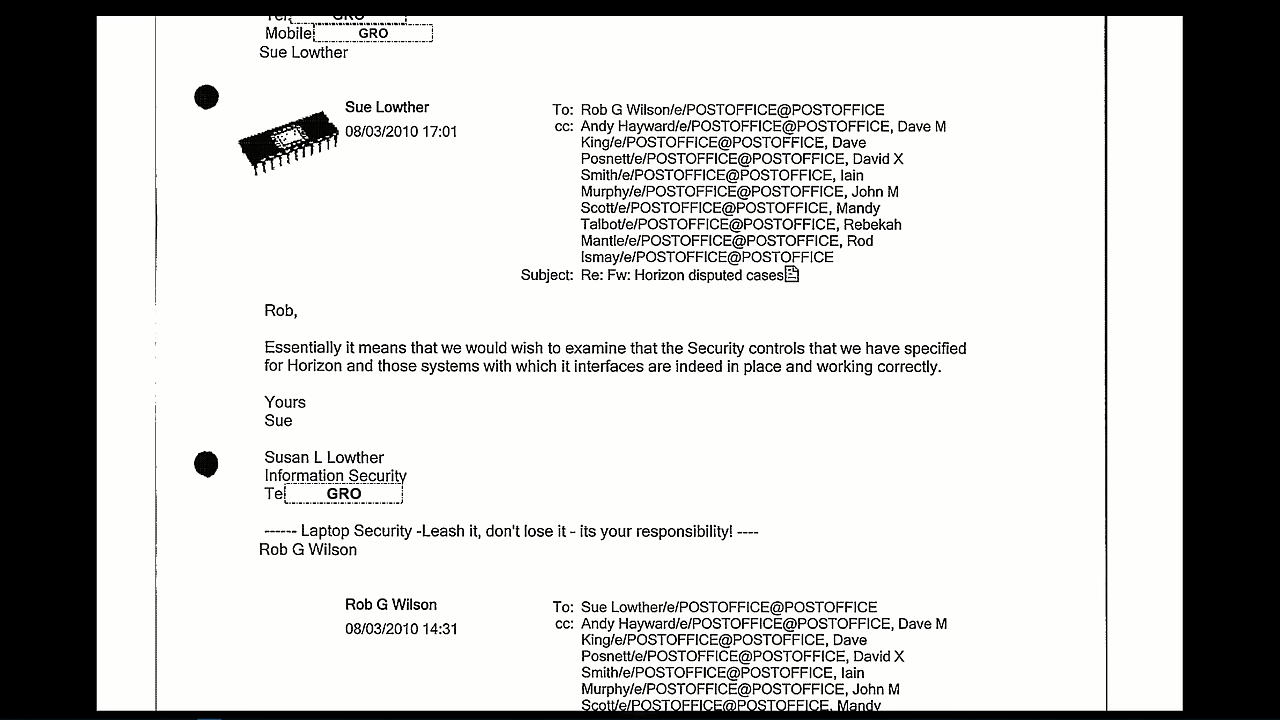 Tel GRO
Mobile GRO
Sue Lowther
Sue Lowther
08/03/2010 17:01
To: Rob G Wilson/e/POSTOFFICE@POSTOFFICE
cc: Andy Hayward/e/POSTOFFICE@POSTOFFICE, Dave M
King/e/POSTOFFICE@POSTOFFICE, Dave
Posnett/e/POSTOFFICE@POSTOFFICE, David X
Smith/e/POSTOFFICE@POSTOFFICE, Iain
Murphy/e/POSTOFFICE@POSTOFFICE, John M
Scott/e/POSTOFFICE@POSTOFFICE, Mandy
Talbot/e/POSTOFFICE@POSTOFFICE, Rebekah
Mantle/e/POSTOFFICE@POSTOFFICE, Rod
Ismay/e/POSTOFFICE@POSTOFFICE
Subject: Re: Fw: Horizon disputed cases
Rob,
Essentially it means that we would wish to examine that the Security controls that we have specified
for Horizon and those systems with which it interfaces are indeed in place and working correctly.
Yours
Sue
Susan L Lowther
Information Security
Tel GRO
------ Laptop Security -Leash it, don't lose it - its your responsibility! ----
Rob G Wilson
Rob G Wilson
08/03/2010 14:31
To: Sue Lowther/e/POSTOFFICE@POSTOFFICE
cc: Andy Hayward/e/POSTOFFICE@POSTOFFICE, Dave M
King/e/POSTOFFICE@POSTOFFICE, Dave
Posnett/e/POSTOFFICE@POSTOFFICE, David X
Smith/e/POSTOFFICE@POSTOFFICE, Iain
Murphy/e/POSTOFFICE@POSTOFFICE, John M
Scott/e/POSTOFFICE@POSTOFFICE, Mandy